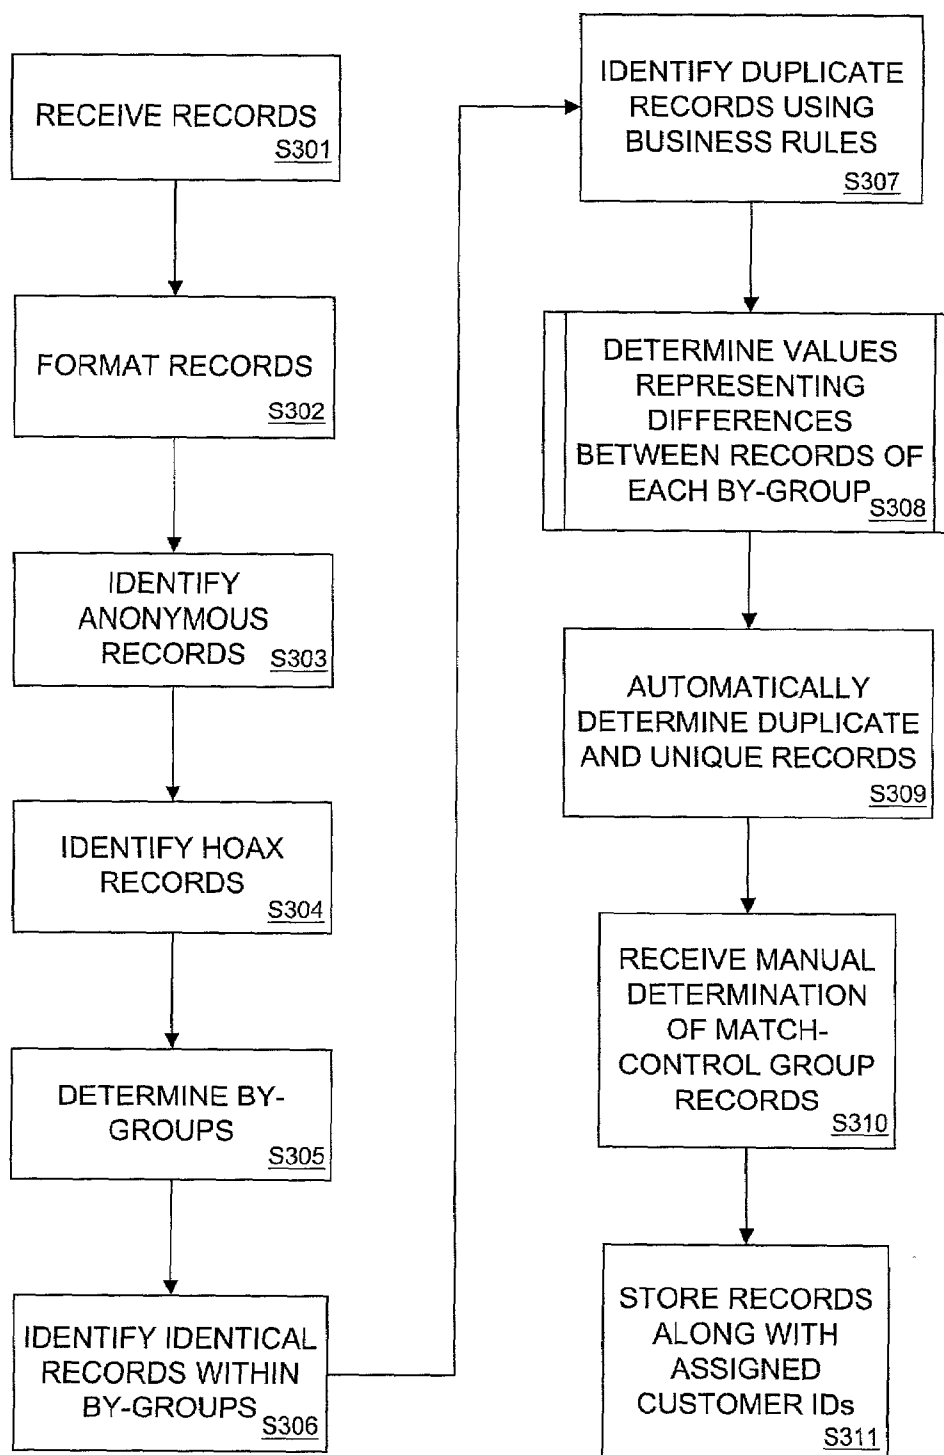 RECEIVE RECORDS
S301
FORMAT RECORDS
S302
IDENTIFY
ANONYMOUS
RECORDS
S303
IDENTIFY HOAX
RECORDS
S304
DETERMINE BY-
GROUPS
S305
IDENTIFY IDENTICAL
RECORDS WITHIN
BY-GROUPS
S306
IDENTIFY DUPLICATE
RECORDS USING
BUSINESS RULES
S307
DETERMINE VALUES
REPRESENTING
DIFFERENCES
BETWEEN RECORDS OF
EACH BY-GROUP
S308
AUTOMATICALLY
DETERMINE DUPLICATE
AND UNIQUE RECORDS
S309
RECEIVE MANUAL
DETERMINATION
OF MATCH-
CONTROL GROUP
RECORDS
S310
STORE RECORDS
ALONG WITH
ASSIGNED
CUSTOMER IDs
S311